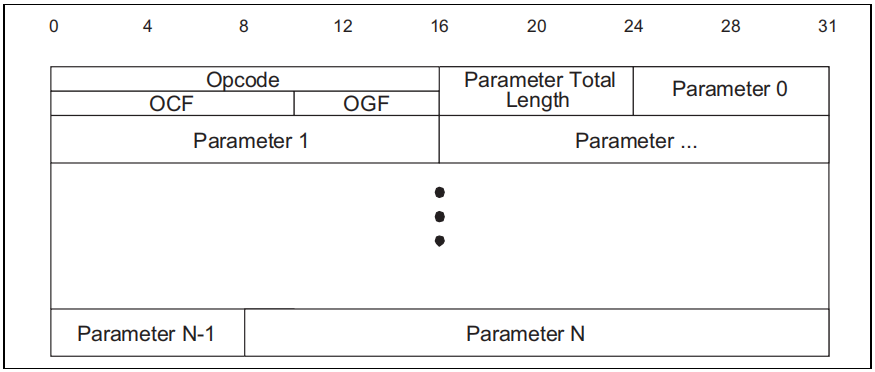 0 4 8 12 16 20 24 28 31
Opcode
Parameter Total
Length
Parameter 0
OCF
OGF
Parameter 1
Parameter ...
Parameter N-1
Parameter N